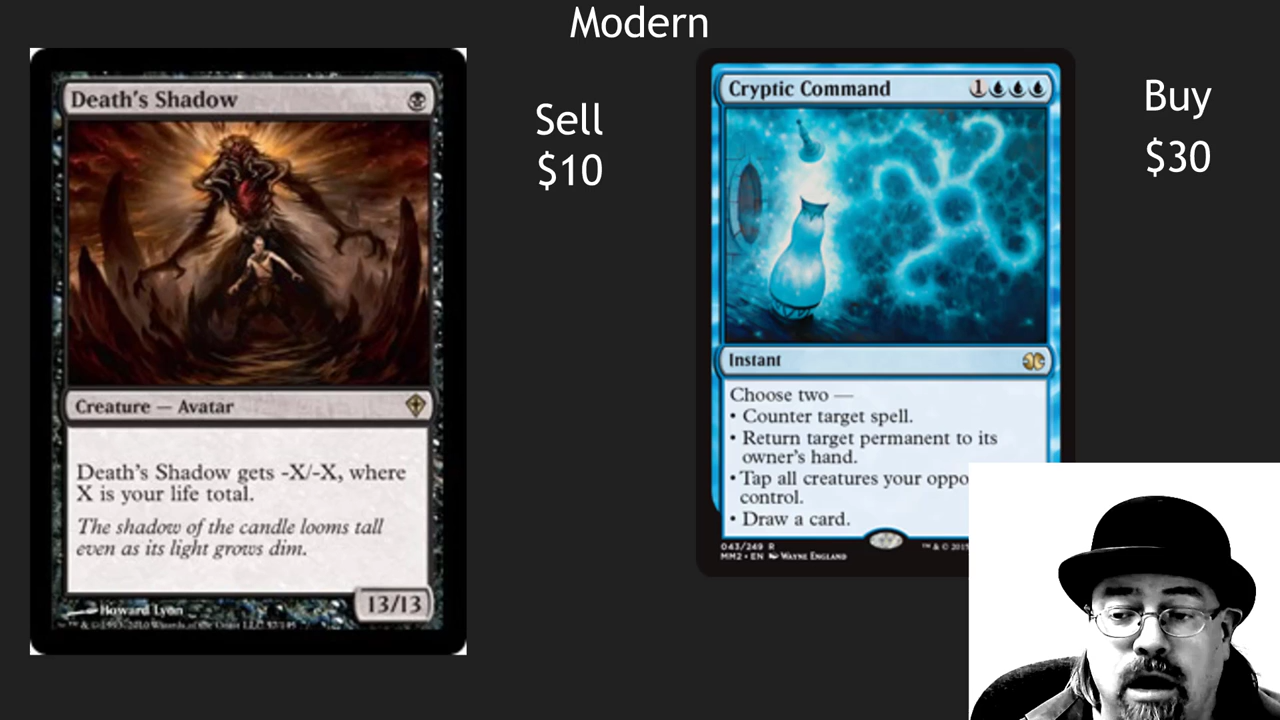 Modern
Death's Shadow
Creature — Avatar
Death's Shadow gets -X/-X, where
X is your life total.
The shadow of the candle looms tall
even as its light grows dim.
13/13
Howard Lyon
Sell
$10
Cryptic Command
1
Instant
Choose two —
• Counter target spell.
• Return target permanent to its
owner's hand.
• Tap all creatures your oppo
control.
• Draw a card.
043/249 R
MM2 • EN Wayne England
™ & © 2015
Buy
$30